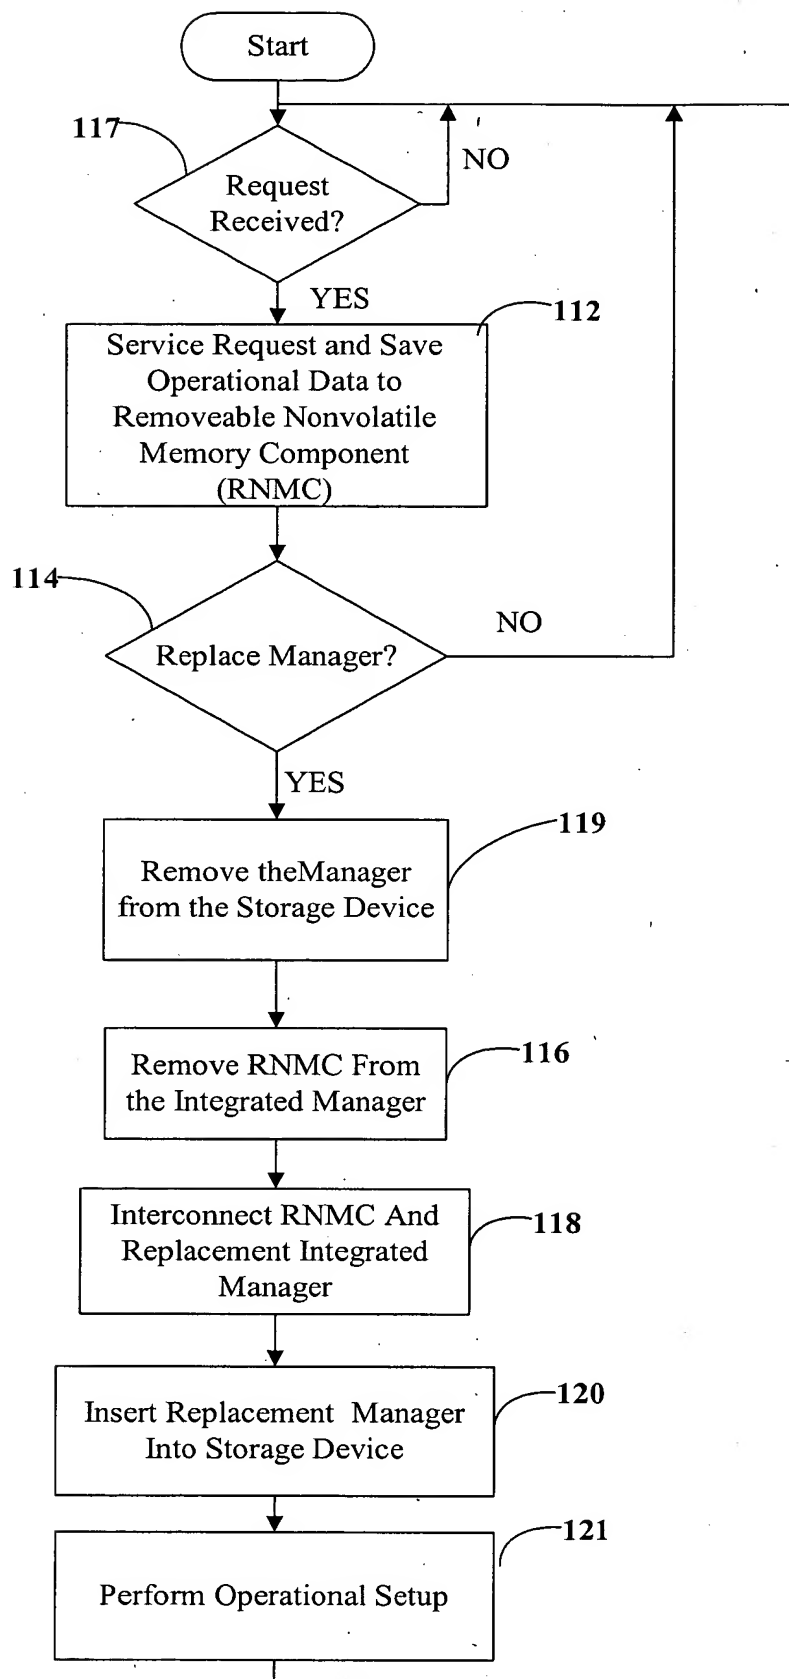 Start
117
NO
Request
Received?
YES
112
Service Request and Save
Operational Data to
Removeable Nonvolatile
Memory Component
(RNMC)
114
NO
Replace Manager?
YES
119
Remove theManager
from the Storage Device
116
Remove RNMC From
the Integrated Manager
118
Interconnect RNMC And
Replacement Integrated
Manager
120
Insert Replacement Manager
Into Storage Device
121
Perform Operational Setup